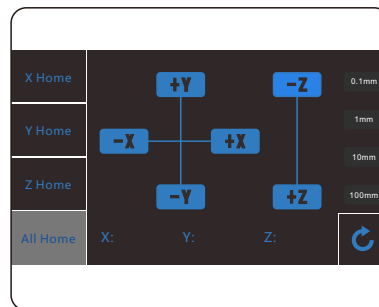 X Home
Y Home
Z Home
All Home
+Y
-X
+X
-Y
-Z
+Z
0.1mm
1mm
10mm
100mm
X:
Y:
Z: